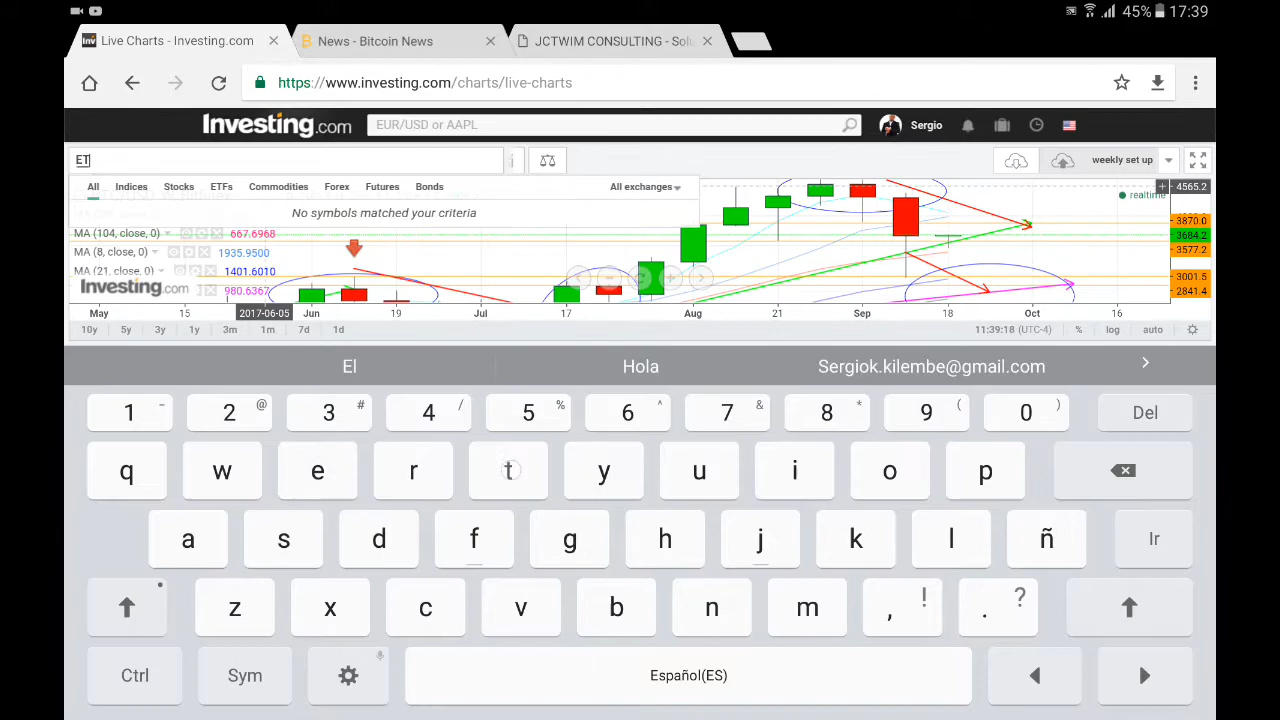 45% 17:39
Live Charts - Investing.com
News - Bitcoin News
JCTWIM CONSULTING - Solu
https://www.investing.com/charts/live-charts
Investing.com
EUR/USD or AAPL
Sergio
ET
weekly set up
All Indices Stocks ETFs Commodities Forex Futures Bonds All exchanges
No symbols matched your criteria
MA (104, close, 0) 667.6968
MA (8, close, 0) 1935.9500
MA (21, close, 0) 1401.6010
980.6367
Investing.com
realtime
4565.2
3870.0
3684.2
3577.2
3001.5
2841.4
May 15 2017-06-05 Jun 19 Jul 17 Aug 21 Sep 18 Oct 16
10y 5y 3y 1y 3m 1m 7d 1d 11:39:18 (UTC-4) % log auto
El Hola Sergiok.kilembe@gmail.com
1 - 2 @ 3 # 4 / 5 % 6 ^ 7 & 8 * 9 ( 0 ) Del
q w e r t y u i o p
a s d f g h j k l ñ Ir
z x c v b n m , ! . ?
Ctrl Sym Español(ES)